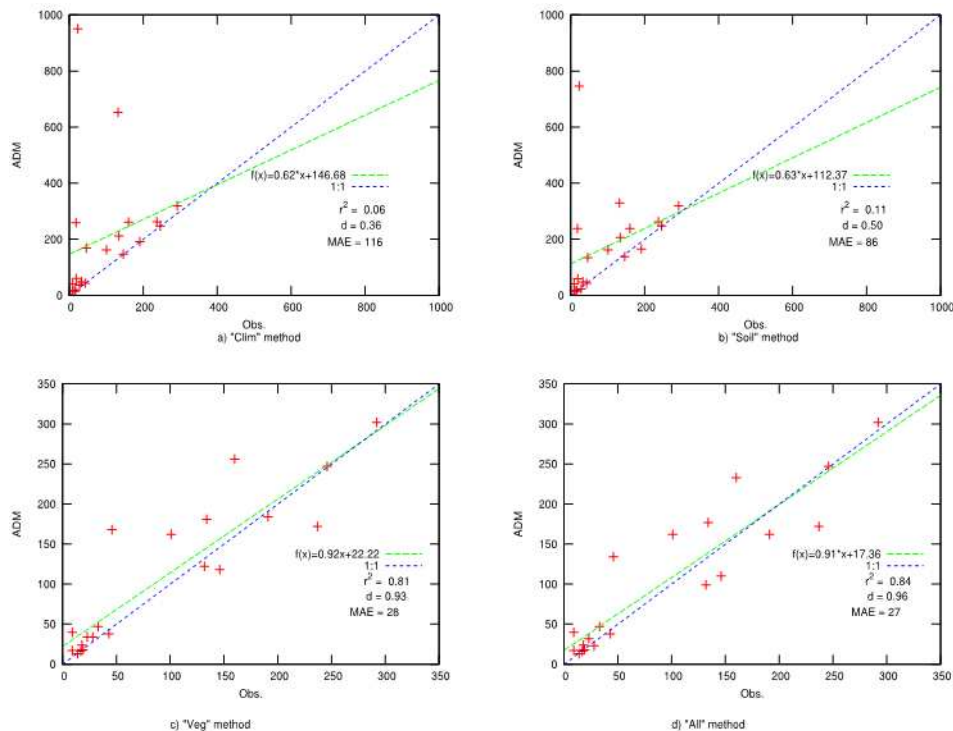 1000
800
600
400
200
0
ADM
f(x)=0.62*x+146.68
1:1
r2 = 0.06
d = 0.36
MAE = 116
0 200 400 600 800 1000
Obs.
a) "Clim" method
1000
800
600
400
200
0
ADM
f(x)=0.63*x+112.37
1:1
r2 = 0.11
d = 0.50
MAE = 86
0 200 400 600 800 1000
Obs.
b) "Soil" method
350
300
250
200
150
100
50
0
ADM
f(x)=0.92x+22.22
1:1
r2 = 0.81
d = 0.93
MAE = 28
0 50 100 150 200 250 300 350
Obs.
c) "Veg" method
350
300
250
200
150
100
50
0
ADM
f(x)=0.91*x+17.36
1:1
r2 = 0.84
d = 0.96
MAE = 27
0 50 100 150 200 250 300 350
Obs.
d) "All" method